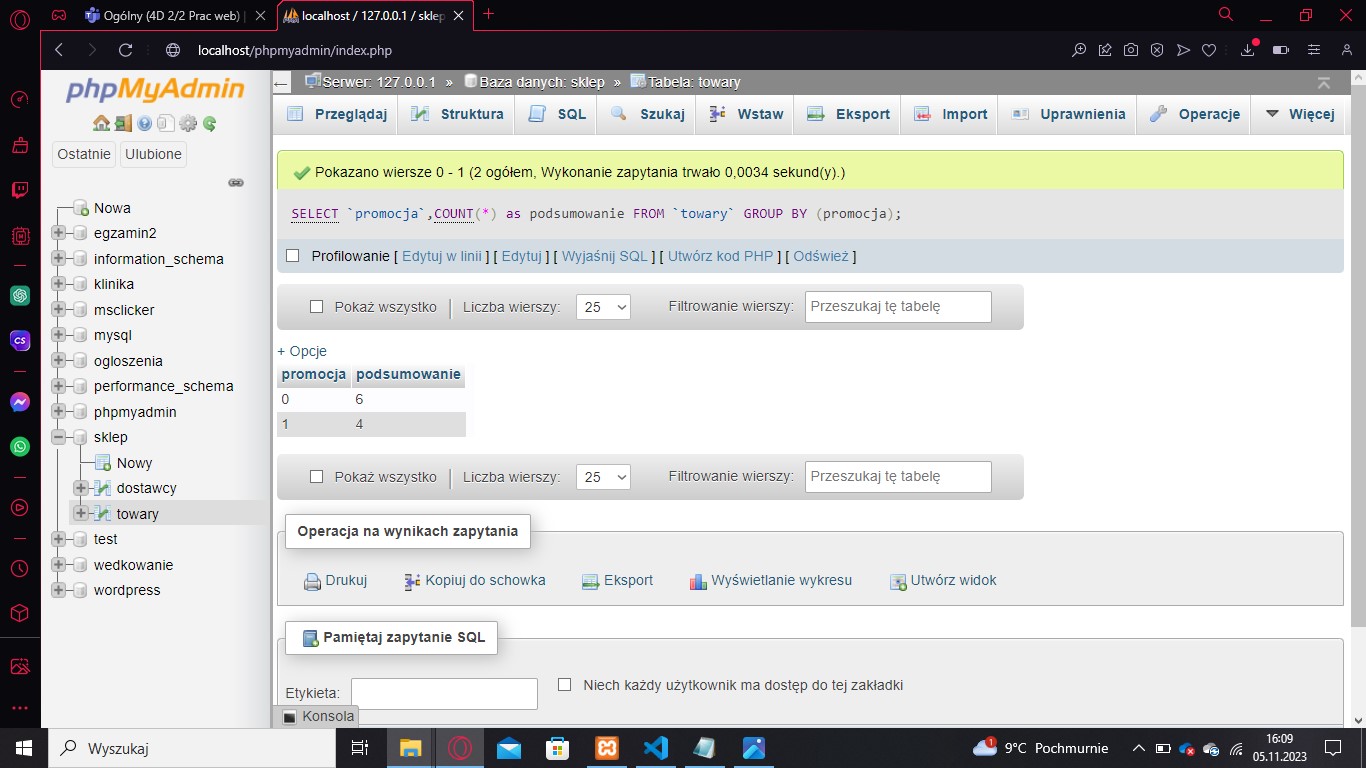 Ogólny (4D 2/2 Prac web) |
localhost / 127.0.0.1 / sklep
localhost/phpmyadmin/index.php
phpMyAdmin
Ostatnie
Ulubione
Nowa
egzamin2
information_schema
klinika
msclicker
mysql
ogloszenia
performance_schema
phpmyadmin
sklep
Nowy
dostawcy
towary
test
wedkowanie
wordpress
Serwer: 127.0.0.1 » Baza danych: sklep » Tabela: towary
Przeglądaj
Struktura
SQL
Szukaj
Wstaw
Eksport
Import
Uprawnienia
Operacje
Więcej
Pokazano wiersze 0 - 1 (2 ogółem, Wykonanie zapytania trwało 0,0034 sekund(y).)
SELECT `promocja`,COUNT(*) as podsumowanie FROM `towary` GROUP BY (promocja);
Profilowanie [ Edytuj w linii ] [ Edytuj ] [ Wyjaśnij SQL ] [ Utwórz kod PHP ] [ Odśwież ]
Pokaż wszystko | Liczba wierszy: 25 Filtrowanie wierszy: Przeszukaj tę tabelę
+ Opcje
promocja podsumowanie
0 6
1 4
Pokaż wszystko | Liczba wierszy: 25 Filtrowanie wierszy: Przeszukaj tę tabelę
Operacja na wynikach zapytania
Drukuj
Kopiuj do schowka
Eksport
Wyświetlanie wykresu
Utwórz widok
Pamiętaj zapytanie SQL
Etykieta:
Niech każdy użytkownik ma dostęp do tej zakładki
Konsola
CS
Wyszukaj
1
9°C Pochmurnie
16:09
05.11.2023